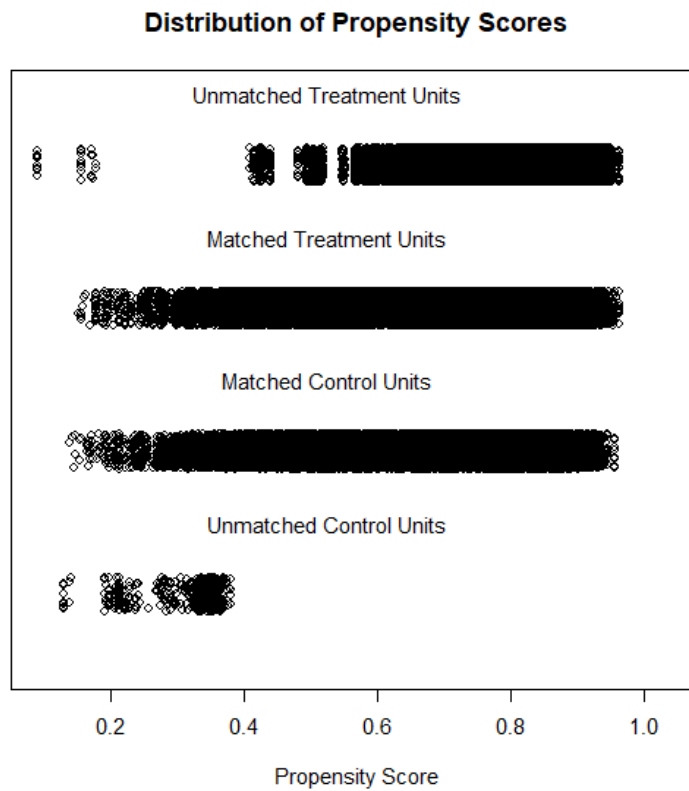 Distribution of Propensity Scores
Unmatched Treatment Units
Matched Treatment Units
Matched Control Units
Unmatched Control Units
0.2 0.4 0.6 0.8 1.0
Propensity Score